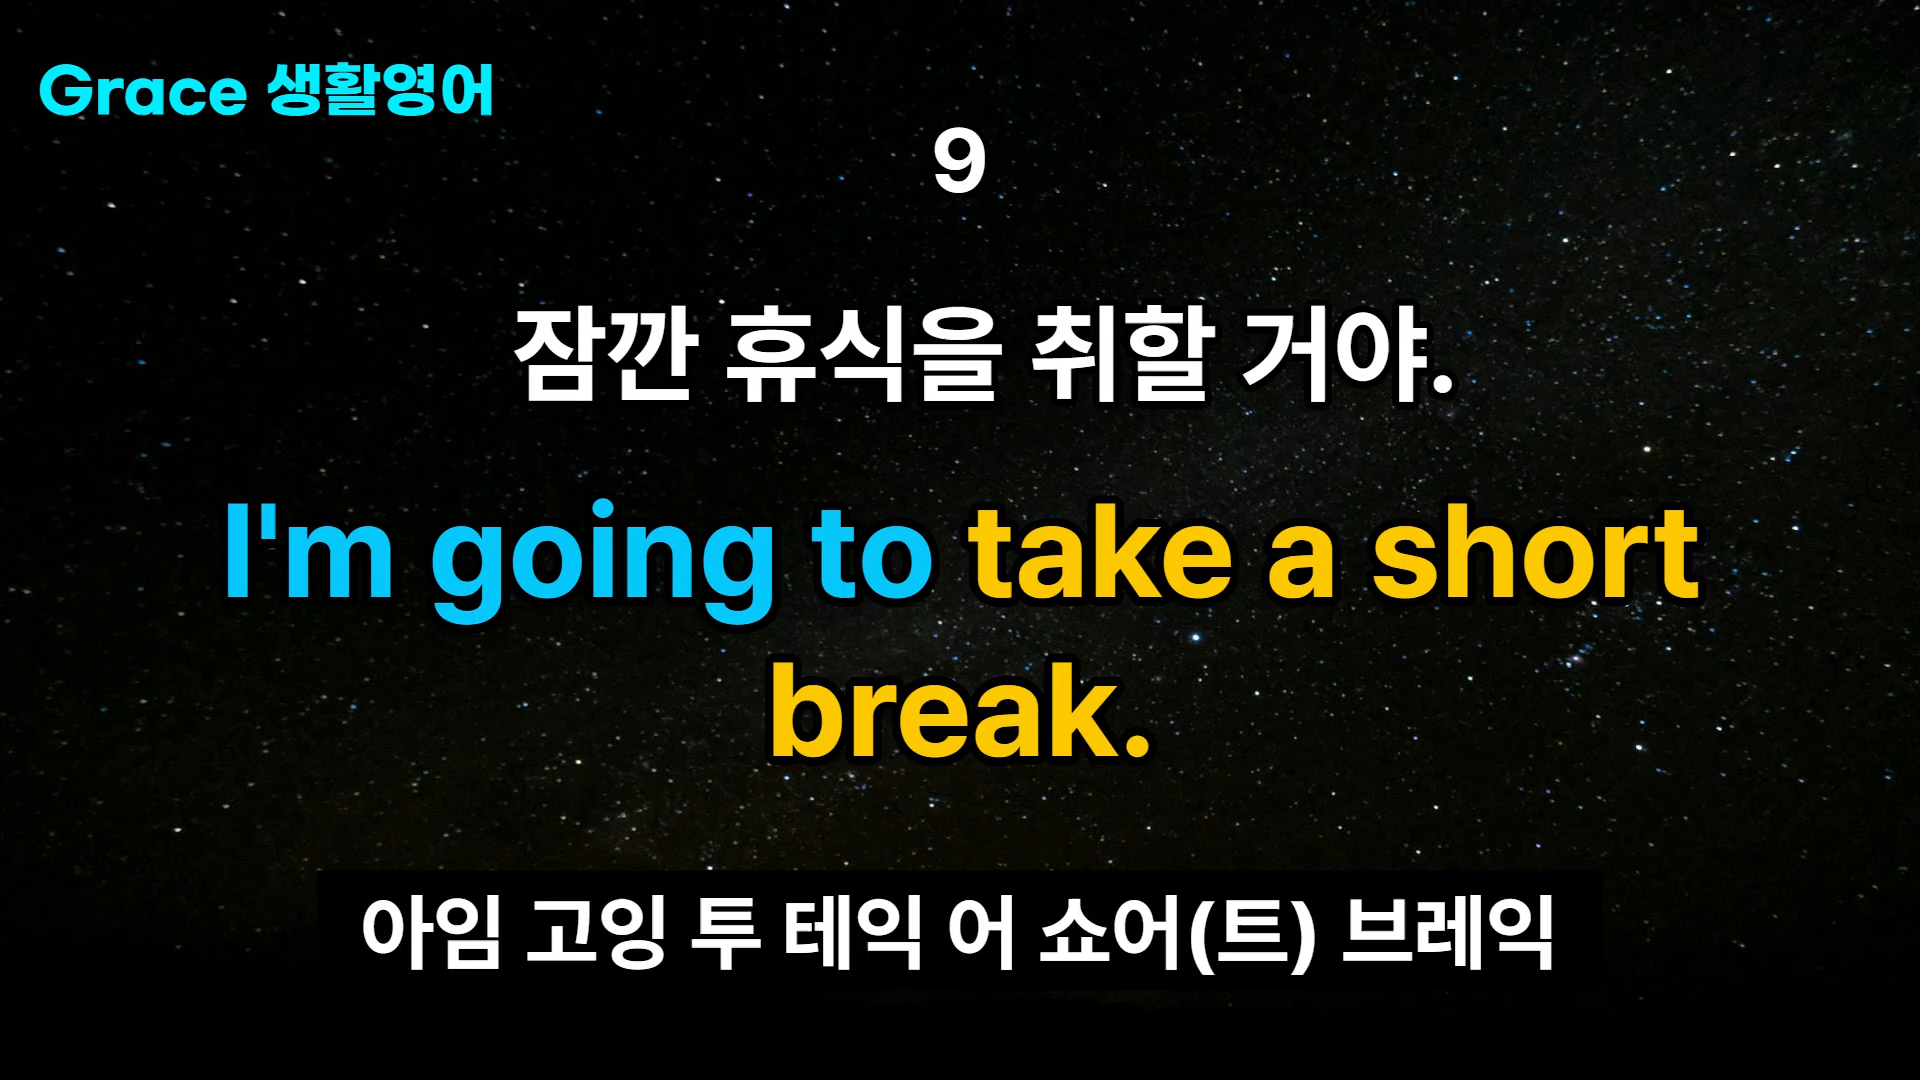 Grace 생활영어
9
잠깐 휴식을 취할 거야.
I'm going to take a short
break.
아임 고잉 투 테익 어 쇼어(트) 브레익